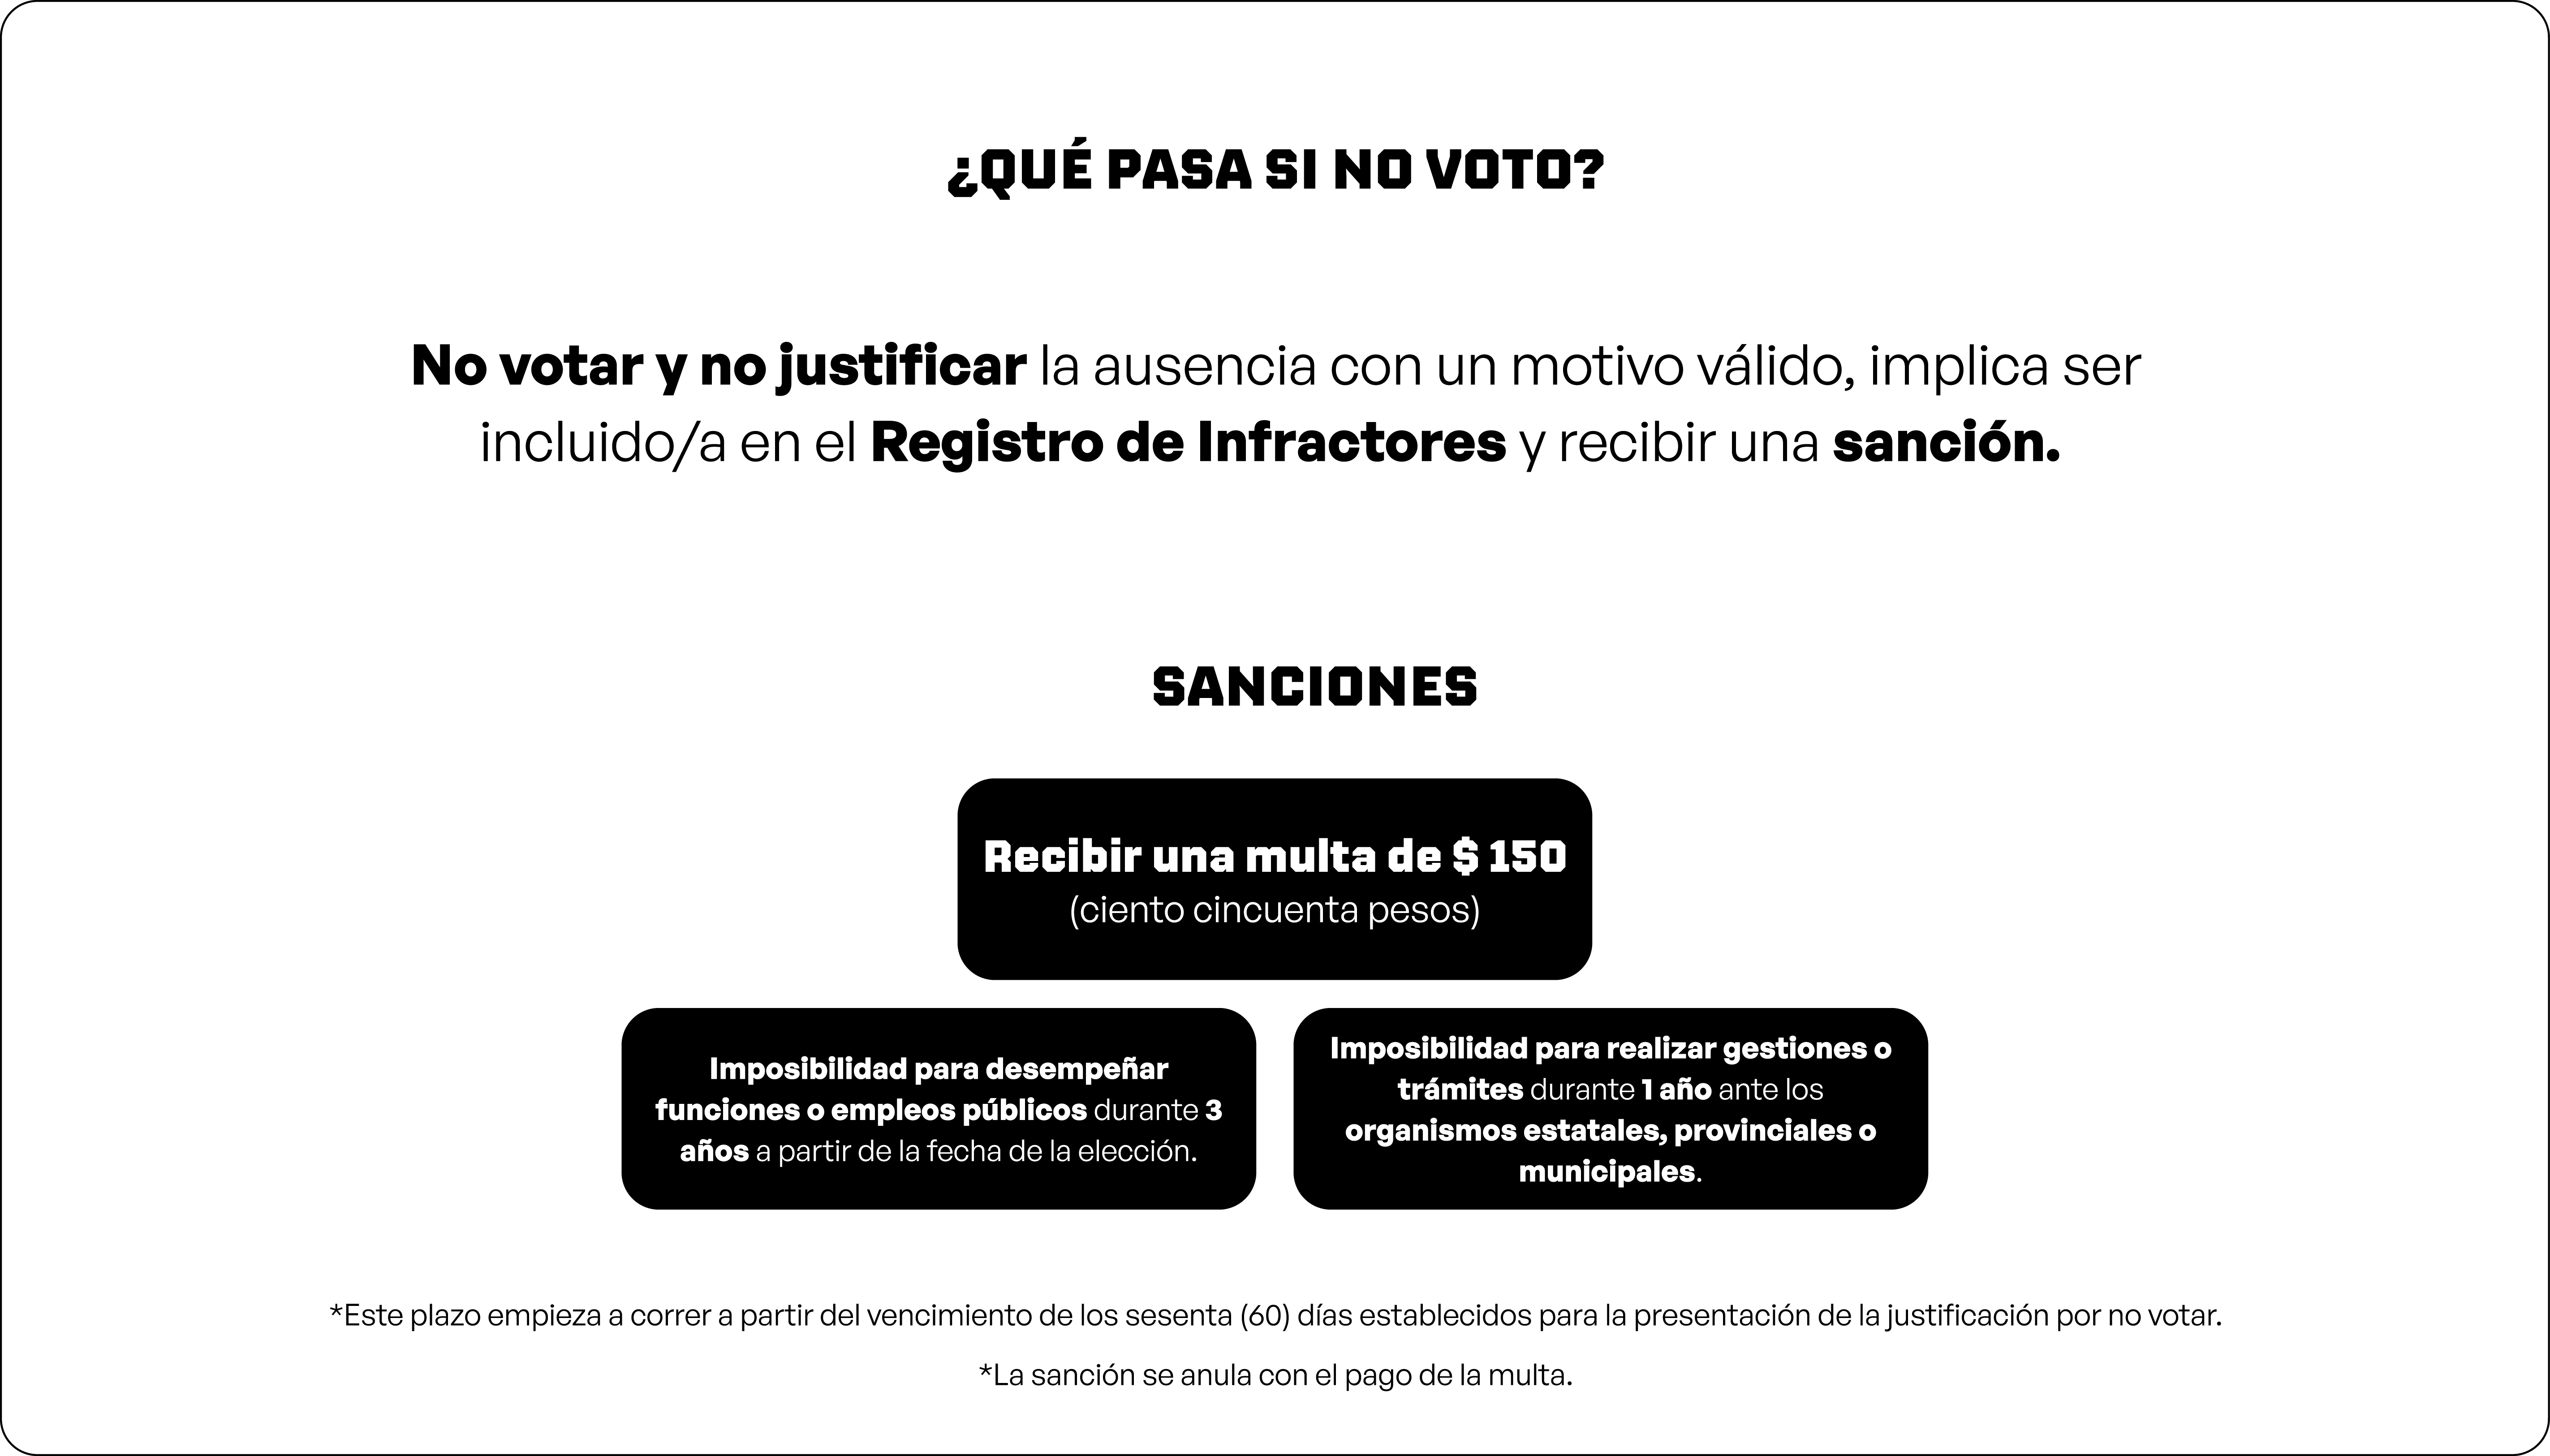 ¿QUÉ PASA SI NO VOTO?
No votar y no justificar la ausencia con un motivo válido, implica ser
incluido/a en el Registro de Infractores y recibir una sanción.
SANCIONES
Recibir una multa de $ 150
(ciento cincuenta pesos)
Imposibilidad para desempeñar
funciones o empleos públicos durante 3
años a partir de la fecha de la elección.
Imposibilidad para realizar gestiones o
trámites durante 1 año ante los
organismos estatales, provinciales o
municipales.
*Este plazo empieza a correr a partir del vencimiento de los sesenta (60) días establecidos para la presentación de la justificación por no votar.
*La sanción se anula con el pago de la multa.